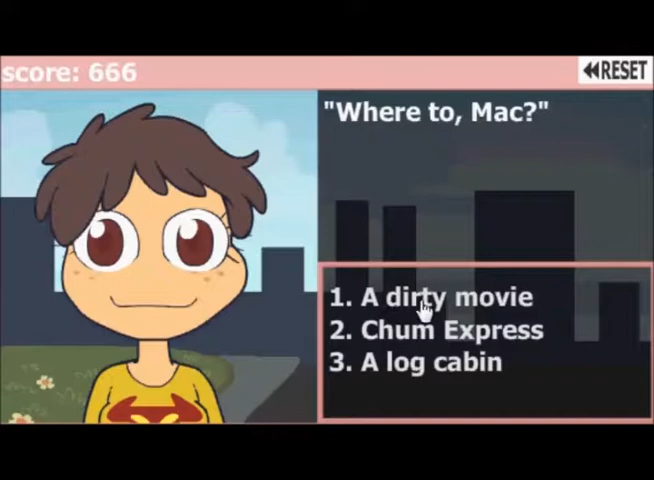 score: 666
RESET
"Where to, Mac?"
1. A dirty movie
2. Chum Express
3. A log cabin